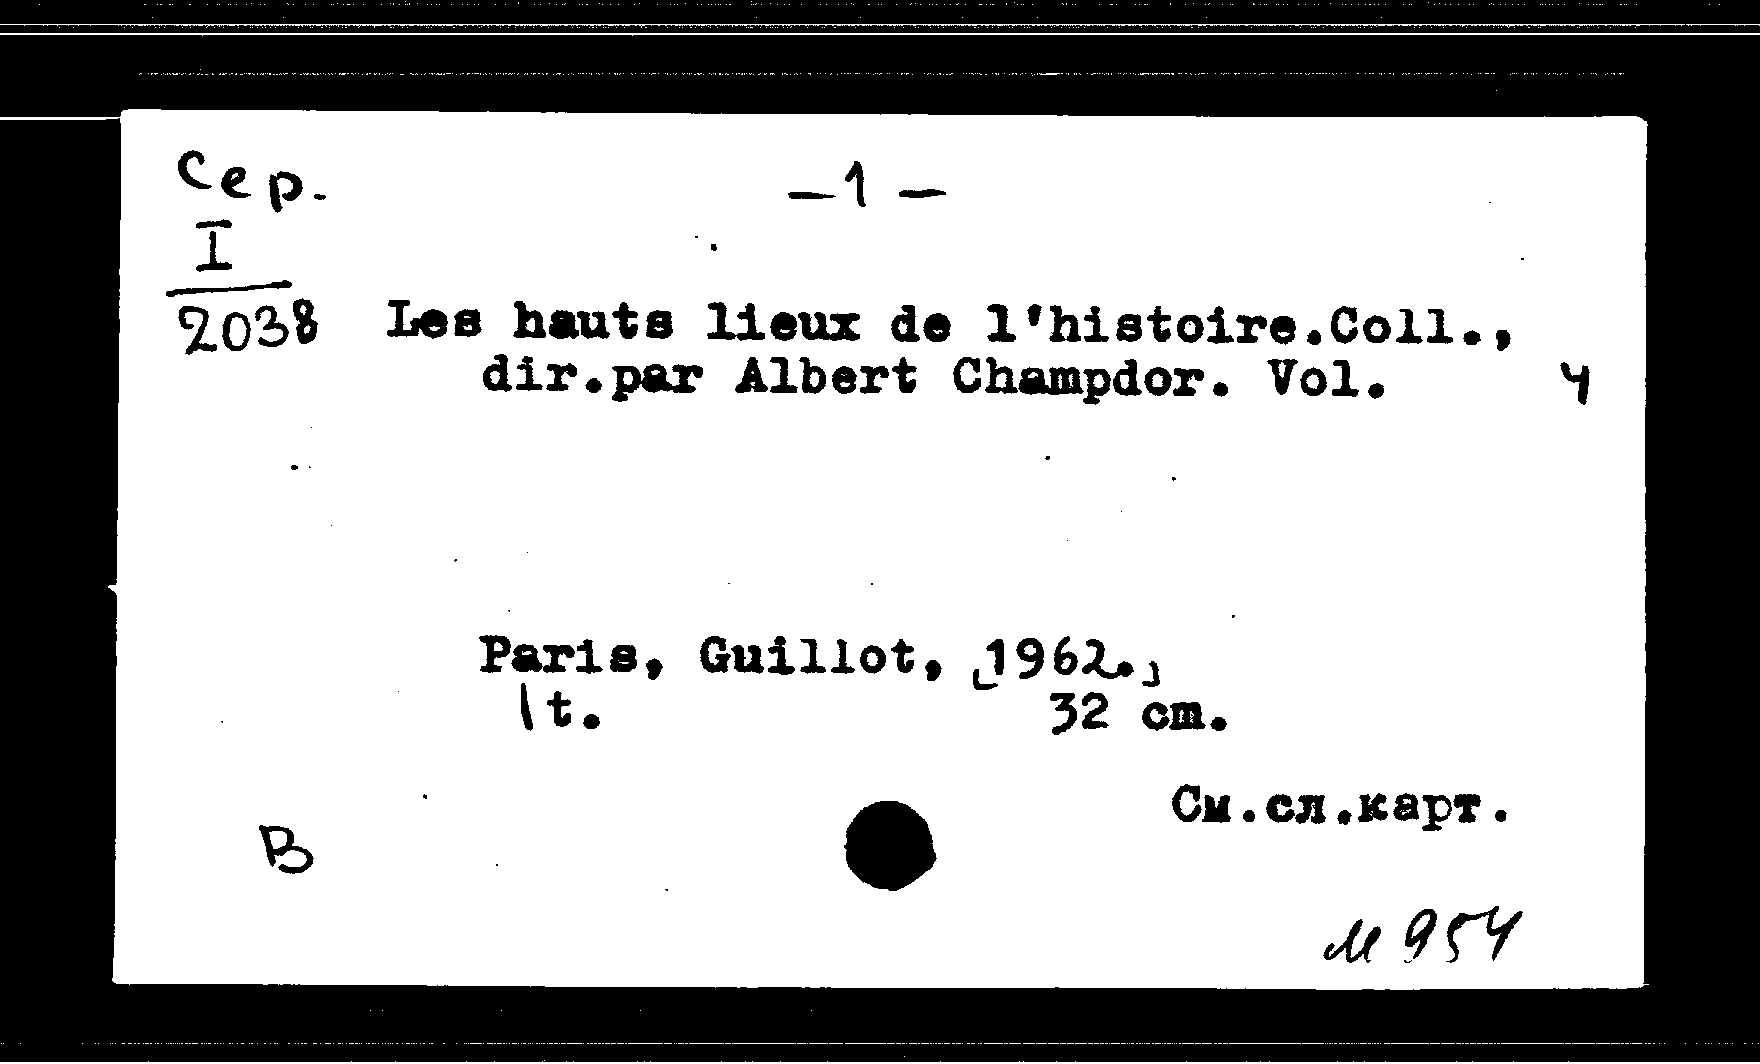 Сер.
– 1 –
I
2038
Les hauts lieux de l'histoire.Coll.,
dir.par Albert Champdor. Vol. 4
Paris, Guillot, [1962.]
1 t. 32 cm.
См.сл.карт.
В
М 954